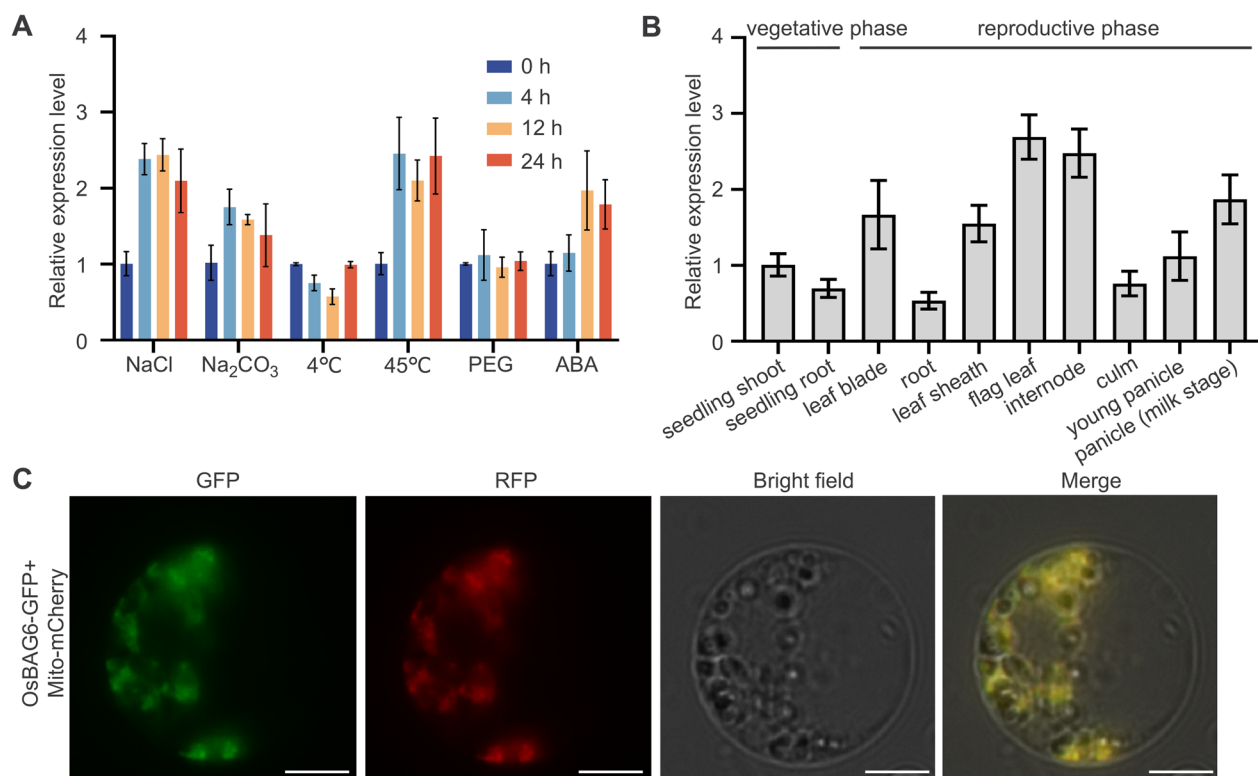 A
Relative expression level
4
3
2
1
0
0 h
4 h
12 h
24 h
NaCl
Na₂CO₃
4℃
45℃
PEG
ABA
B
vegetative phase
reproductive phase
Relative expression level
4
3
2
1
0
seedling shoot
seedling root
leaf blade
root
leaf sheath
flag leaf
internode
culm
young panicle
panicle (milk stage)
C
GFP
RFP
Bright field
Merge
OsBAG6-GFP+
Mito-mCherry